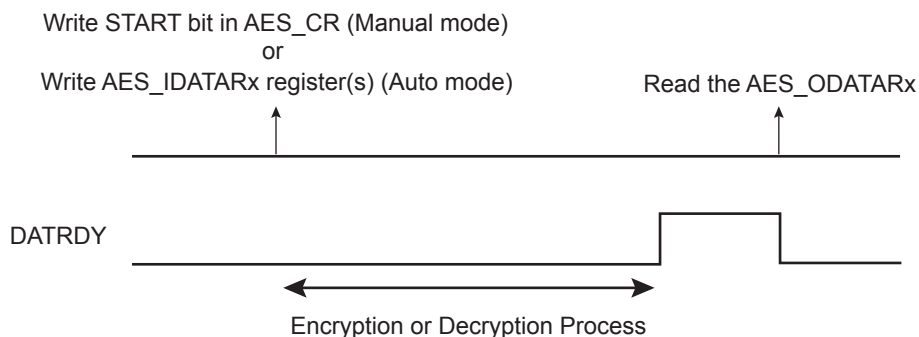 Write START bit in AES_CR (Manual mode)
or
Write AES_IDATARx register(s) (Auto mode)
Read the AES_ODATARx
DATRDY
Encryption or Decryption Process